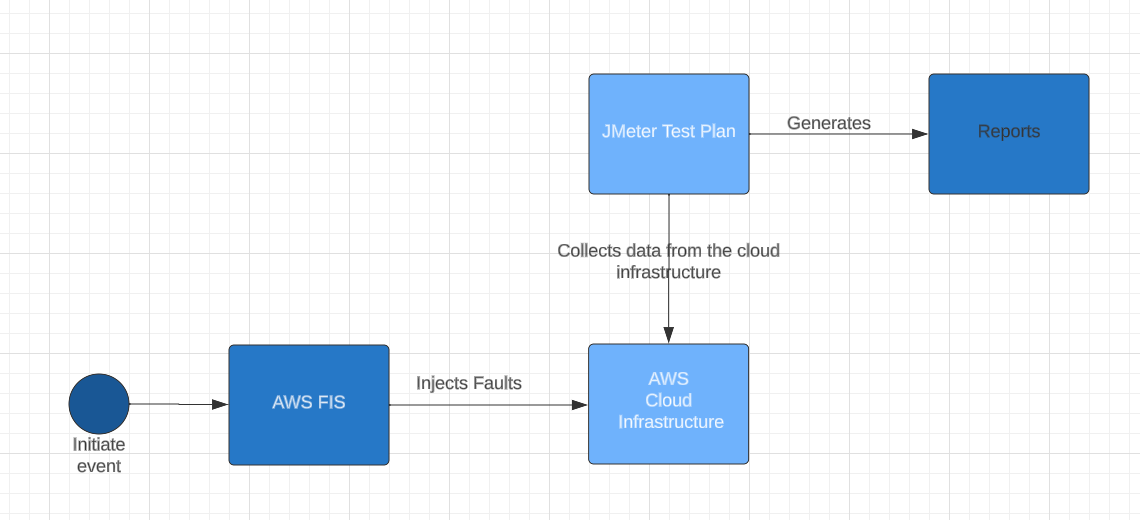 JMeter Test Plan
Generates
Reports
Collects data from the cloud
infrastructure
Initiate
event
AWS FIS
Injects Faults
AWS
Cloud
Infrastructure